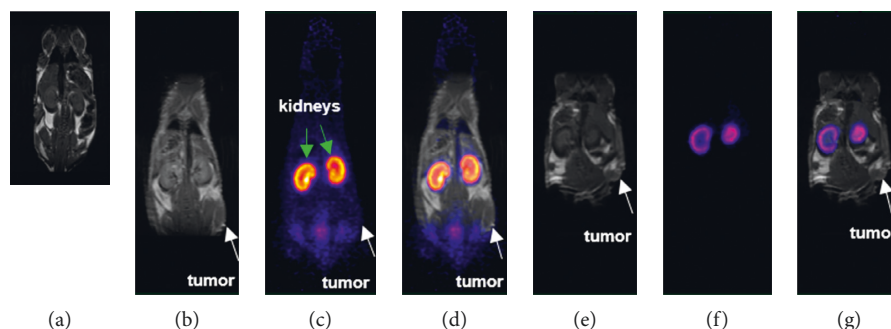 kidneys
tumor
tumor
tumor
tumor
tumo
(a)
(b)
(c)
(d)
(e)
(f)
(g)